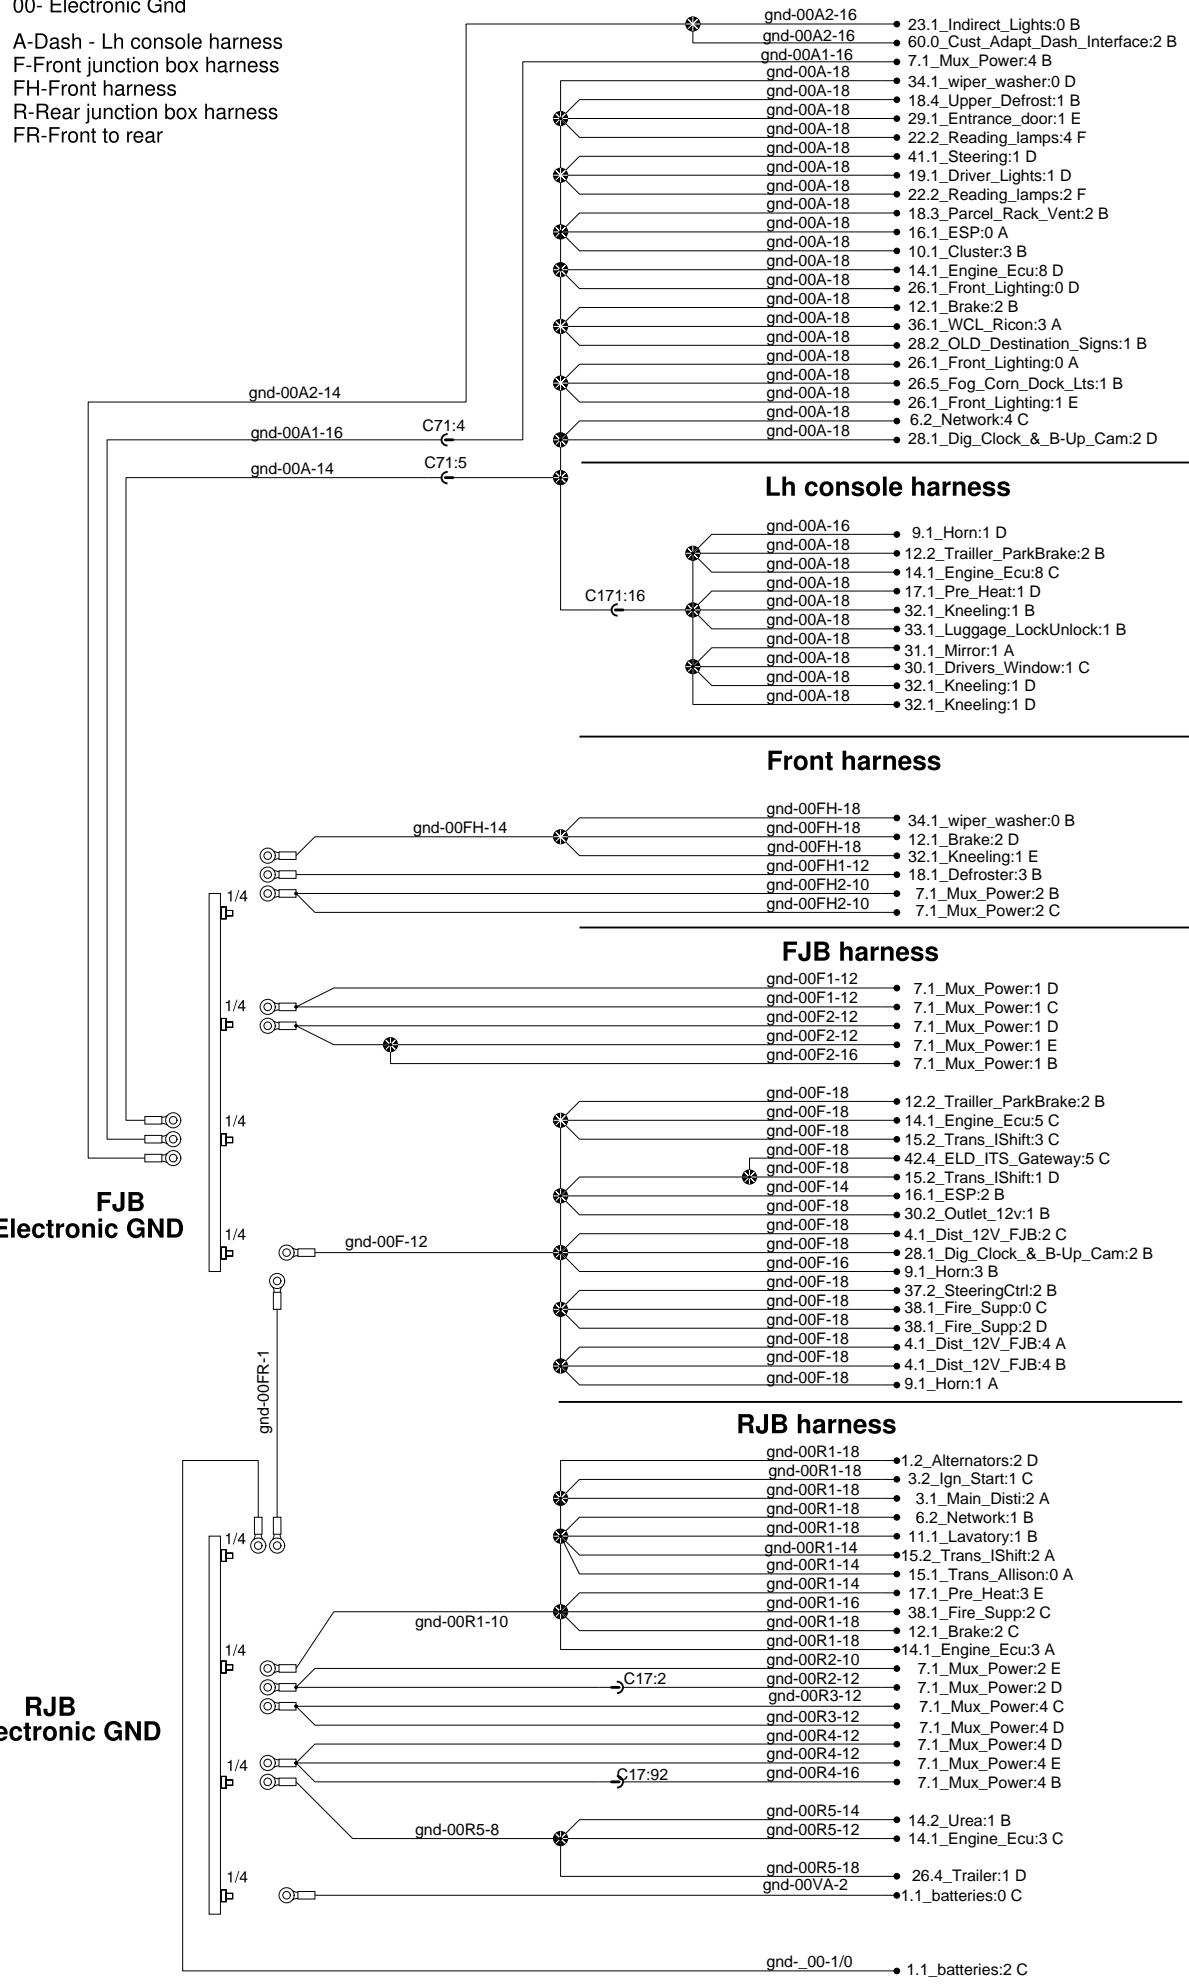 00- Electronic Gnd
A-Dash - Lh console harness
F-Front junction box harness
FH-Front harness
R-Rear junction box harness
FR-Front to rear
gnd-00A2-16 23.1_Indirect_Lights:0 B
gnd-00A2-16 60.0_Cust_Adapt_Dash_Interface:2 B
gnd-00A1-16 7.1_Mux_Power:4 B
gnd-00A-18 34.1_wiper_washer:0 D
gnd-00A-18 18.4_Upper_Defrost:1 B
gnd-00A-18 29.1_Entrance_door:1 E
gnd-00A-18 22.2_Reading_lamps:4 F
gnd-00A-18 41.1_Steering:1 D
gnd-00A-18 19.1_Driver_Lights:1 D
gnd-00A-18 22.2_Reading_lamps:2 F
gnd-00A-18 18.3_Parcel_Rack_Vent:2 B
gnd-00A-18 16.1_ESP:0 A
gnd-00A-18 10.1_Cluster:3 B
gnd-00A-18 14.1_Engine_Ecu:8 D
gnd-00A-18 26.1_Front_Lighting:0 D
gnd-00A-18 12.1_Brake:2 B
gnd-00A-18 36.1_WCL_Ricon:3 A
gnd-00A-18 28.2_OLD_Destination_Signs:1 B
gnd-00A-18 26.1_Front_Lighting:0 A
gnd-00A-18 26.5_Fog_Corn_Dock_Lts:1 B
gnd-00A2-14
gnd-00A-18 26.1_Front_Lighting:1 E
gnd-00A-18 6.2_Network:4 C
gnd-00A1-16 C71:4
gnd-00A-18 28.1_Dig_Clock_&_B-Up_Cam:2 D
gnd-00A-14 C71:5
Lh console harness
gnd-00A-16 9.1_Horn:1 D
gnd-00A-18 12.2_Trailler_ParkBrake:2 B
gnd-00A-18 14.1_Engine_Ecu:8 C
gnd-00A-18 17.1_Pre_Heat:1 D
C171:16
gnd-00A-18 32.1_Kneeling:1 B
gnd-00A-18 33.1_Luggage_LockUnlock:1 B
gnd-00A-18 31.1_Mirror:1 A
gnd-00A-18 30.1_Drivers_Window:1 C
gnd-00A-18 32.1_Kneeling:1 D
gnd-00A-18 32.1_Kneeling:1 D
Front harness
gnd-00FH-18 34.1_wiper_washer:0 B
gnd-00FH-14
gnd-00FH-18 12.1_Brake:2 D
gnd-00FH-18 32.1_Kneeling:1 E
gnd-00FH1-12 18.1_Defroster:3 B
1/4
gnd-00FH2-10 7.1_Mux_Power:2 B
gnd-00FH2-10 7.1_Mux_Power:2 C
FJB harness
gnd-00F1-12 7.1_Mux_Power:1 D
1/4
gnd-00F1-12 7.1_Mux_Power:1 C
gnd-00F2-12 7.1_Mux_Power:1 D
gnd-00F2-12 7.1_Mux_Power:1 E
gnd-00F2-16 7.1_Mux_Power:1 B
gnd-00F-18 12.2_Trailler_ParkBrake:2 B
1/4
gnd-00F-18 14.1_Engine_Ecu:5 C
gnd-00F-18 15.2_Trans_IShift:3 C
gnd-00F-18 42.4_ELD_ITS_Gateway:5 C
gnd-00F-18 15.2_Trans_IShift:1 D
gnd-00F-14 16.1_ESP:2 B
gnd-00F-18 30.2_Outlet_12v:1 B
FJB
Electronic GND
1/4
gnd-00F-18 4.1_Dist_12V_FJB:2 C
gnd-00F-12
gnd-00F-18 28.1_Dig_Clock_&_B-Up_Cam:2 B
gnd-00F-16 9.1_Horn:3 B
gnd-00F-18 37.2_SteeringCtrl:2 B
gnd-00F-18 38.1_Fire_Supp:0 C
gnd-00F-18 38.1_Fire_Supp:2 D
gnd-00F-18 4.1_Dist_12V_FJB:4 A
gnd-00F-18 4.1_Dist_12V_FJB:4 B
gnd-00F-18 9.1_Horn:1 A
gnd-00FR-1
RJB harness
gnd-00R1-18 1.2_Alternators:2 D
gnd-00R1-18 3.2_Ign_Start:1 C
gnd-00R1-18 3.1_Main_Disti:2 A
gnd-00R1-18 6.2_Network:1 B
1/4
gnd-00R1-18 11.1_Lavatory:1 B
gnd-00R1-14 15.2_Trans_IShift:2 A
gnd-00R1-14 15.1_Trans_Allison:0 A
gnd-00R1-14 17.1_Pre_Heat:3 E
gnd-00R1-16 38.1_Fire_Supp:2 C
gnd-00R1-10
gnd-00R1-18 12.1_Brake:2 C
gnd-00R1-18 14.1_Engine_Ecu:3 A
1/4
gnd-00R2-10 7.1_Mux_Power:2 E
C17:2 gnd-00R2-12 7.1_Mux_Power:2 D
gnd-00R3-12 7.1_Mux_Power:4 C
gnd-00R3-12 7.1_Mux_Power:4 D
RJB
ectronic GND
gnd-00R4-12 7.1_Mux_Power:4 D
1/4
gnd-00R4-12 7.1_Mux_Power:4 E
C17:92 gnd-00R4-16 7.1_Mux_Power:4 B
gnd-00R5-14 14.2_Urea:1 B
gnd-00R5-8
gnd-00R5-12 14.1_Engine_Ecu:3 C
1/4
gnd-00R5-18 26.4_Trailer:1 D
gnd-00VA-2 1.1_batteries:0 C
gnd-_00-1/0 1.1_batteries:2 C